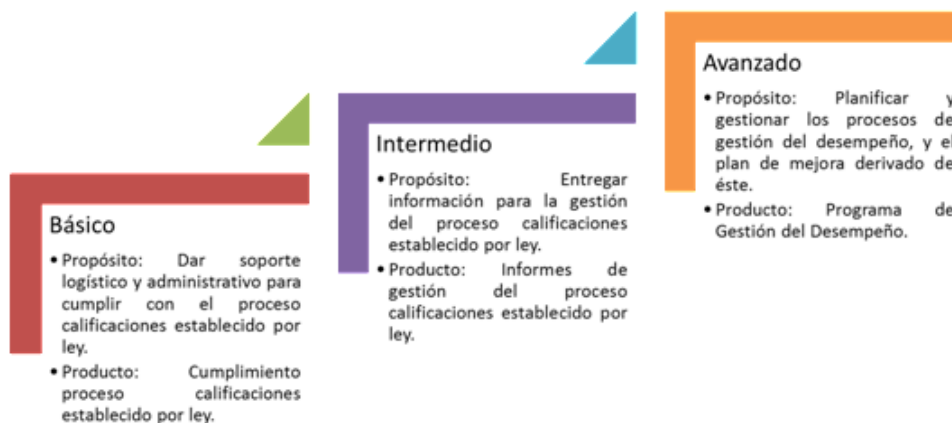 Básico
• Propósito: Dar soporte
logístico y administrativo para
cumplir con el proceso
calificaciones establecido por
ley.
• Producto: Cumplimiento
proceso calificaciones
establecido por ley.
Intermedio
• Propósito: Entregar
información para la gestión
del proceso calificaciones
establecido por ley.
• Producto: Informes de
gestión del proceso
calificaciones establecido por
ley.
Avanzado
• Propósito: Planificar y
gestionar los procesos de
gestión del desempeño, y el
plan de mejora derivado de
éste.
• Producto: Programa de
Gestión del Desempeño.